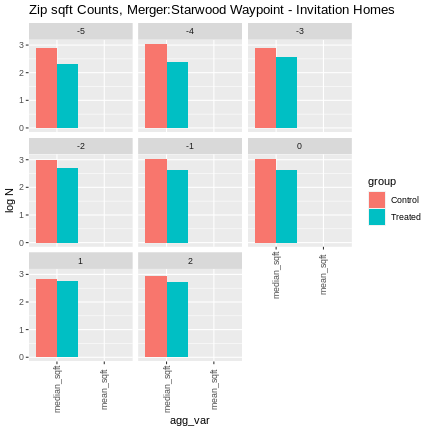 Zip sqft Counts, Merger:Starwood Waypoint - Invitation Homes
-5
-4
-3
3
2
1
0
-2
-1
0
3
2
1
0
1
2
3
2
1
0
log N
median_sqft
mean_sqft
median_sqft
mean_sqft
median_sqft
mean_sqft
agg_var
group
Control
Treated